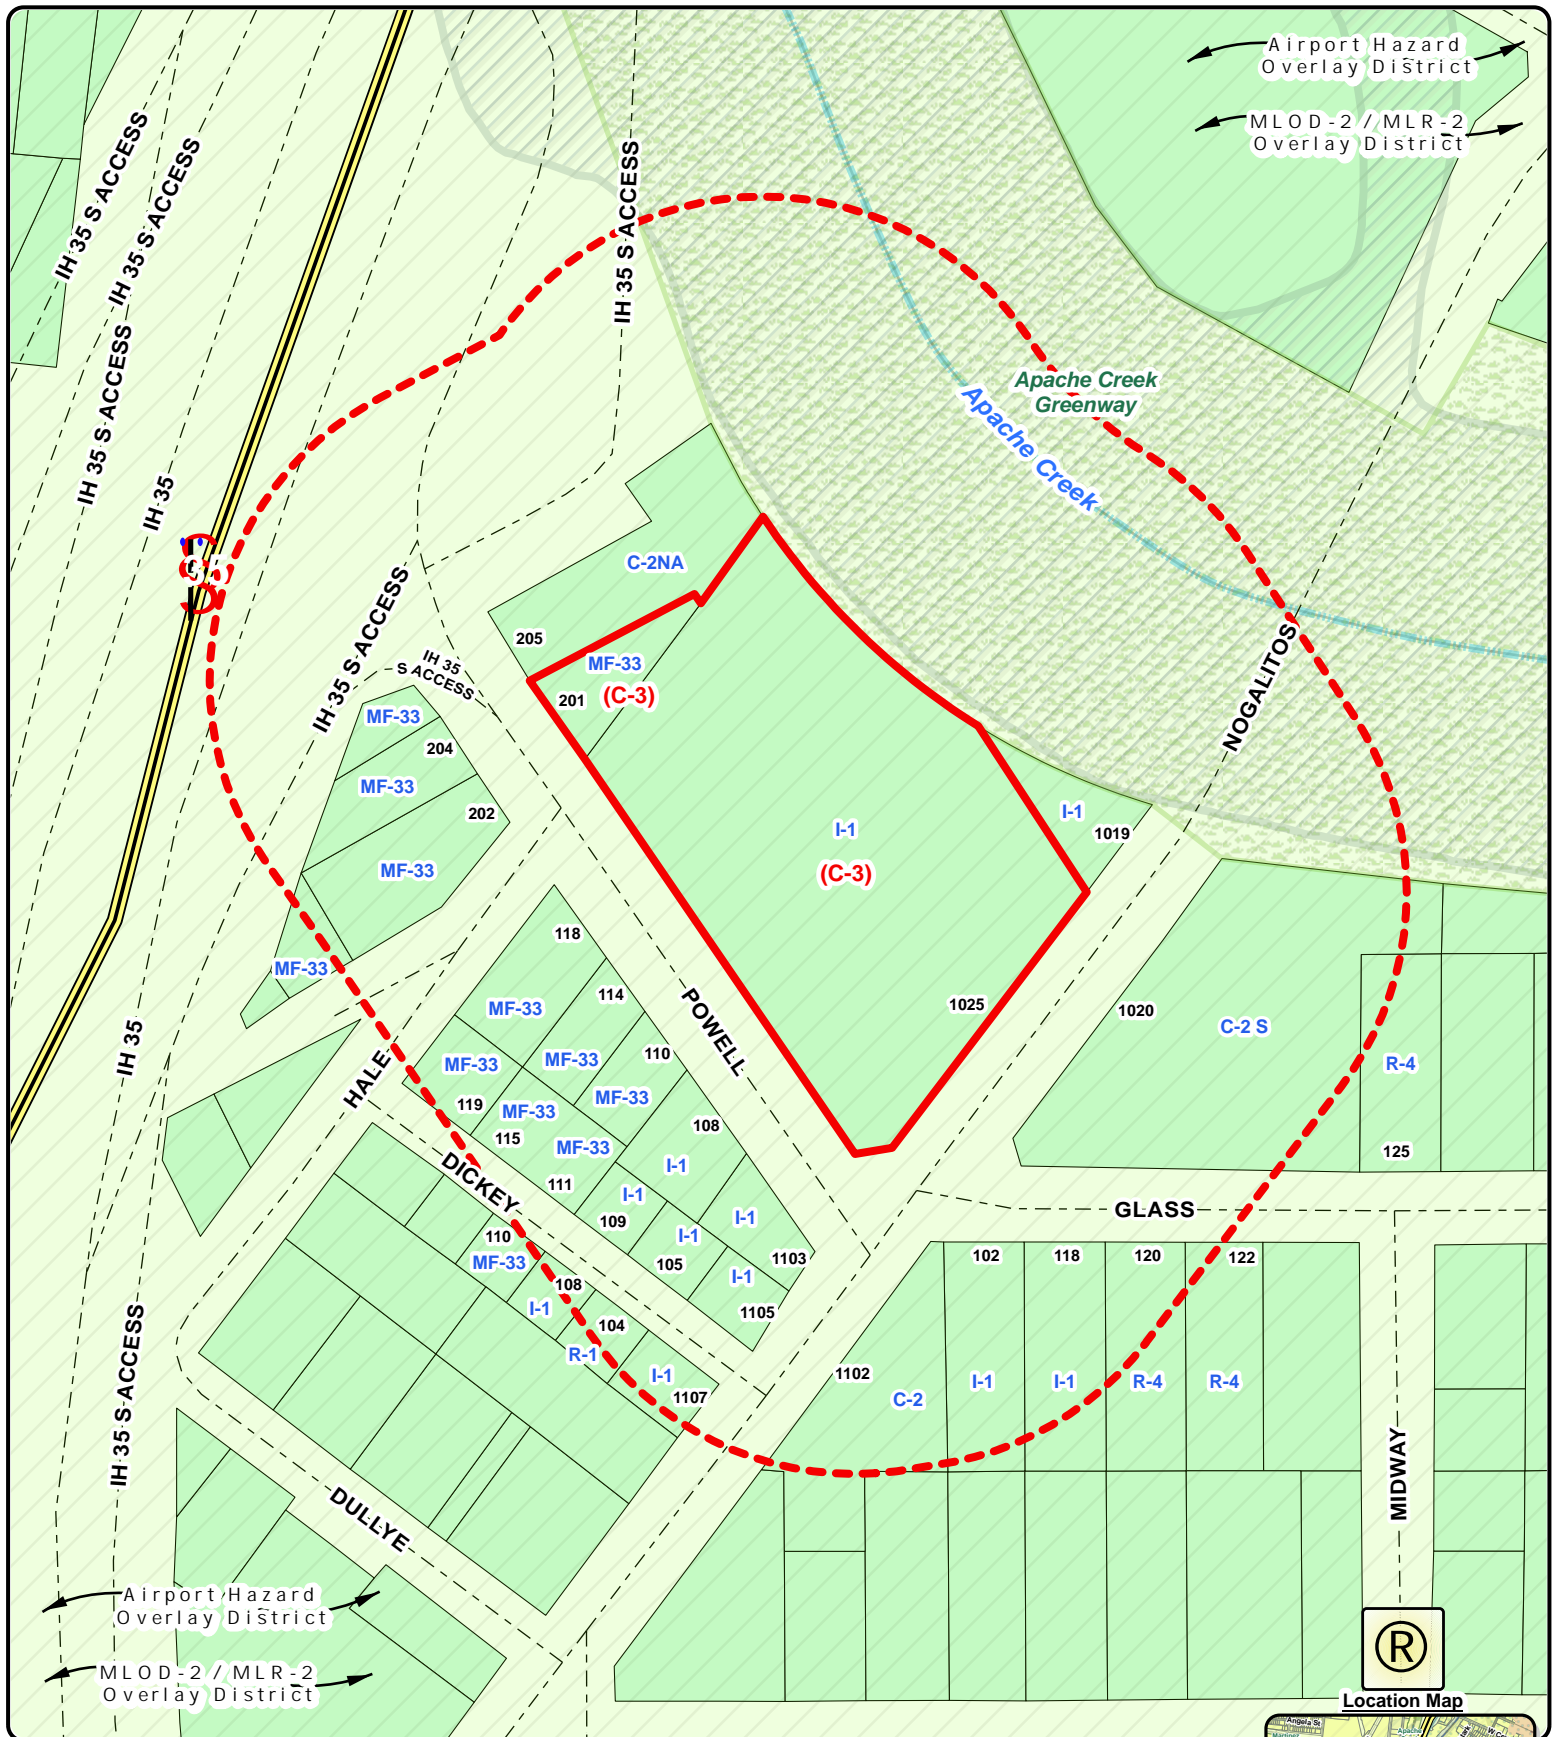 Airport Hazard
Overlay District
MLOD-2 / MLR-2
Overlay District
IH 35 S ACCESS
IH 35 S ACCESS
IH 35 S ACCESS
IH 35 S ACCESS
Apache Creek
Greenway
Apache Creek
IH 35
35
C-2NA
IH 35 S ACCESS
205
IH 35
S ACCESS
MF-33
201
(C-3)
NOGALITOS
MF-33
204
MF-33
202
MF-33
I-1
(C-3)
I-1
1019
118
MF-33
114
MF-33
POWELL
1025
1020
C-2 S
IH 35
HALE
110
MF-33
MF-33
MF-33
R-4
119
MF-33
115
108
MF-33
125
DICKEY
I-1
111
I-1
109
I-1
I-1
GLASS
110
MF-33
105
1103
102
118
120
122
108
I-1
I-1
1105
104
R-1
I-1
1107
1102
C-2
I-1
I-1
R-4
R-4
IH 35 S ACCESS
MIDWAY
DULLYE
Airport Hazard
Overlay District
MLOD-2 / MLR-2
Overlay District
R
Location Map
Angela St
Apache